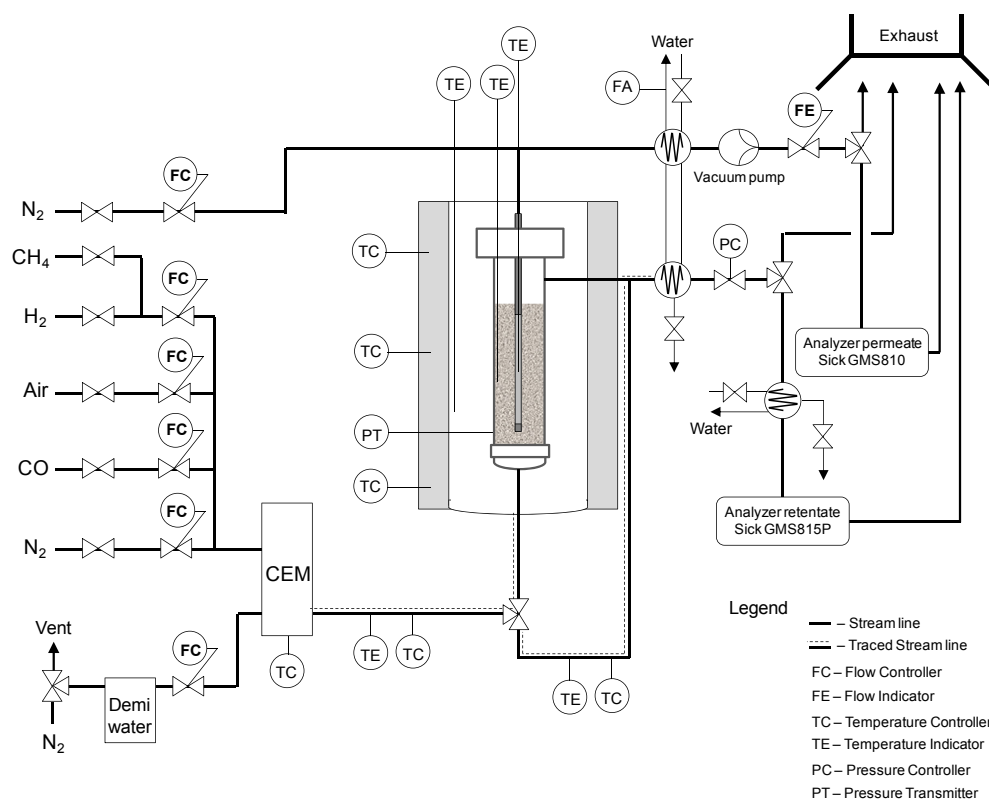 TE
TE
TE
Water
FA
Exhaust
FE
Vacuum pump
FC
N2
CH4
FC
H2
TC
PC
FC
Air
TC
Analyzer permeate
Sick GMS810
FC
CO
PT
Water
FC
N2
TC
Analyzer retentate
Sick GMS815P
CEM
Vent
FC
TC
TE
TC
Demi
water
N2
TE
TC
Legend
– Stream line
– Traced Stream line
FC – Flow Controller
FE – Flow Indicator
TC – Temperature Controller
TE – Temperature Indicator
PC – Pressure Controller
PT – Pressure Transmitter